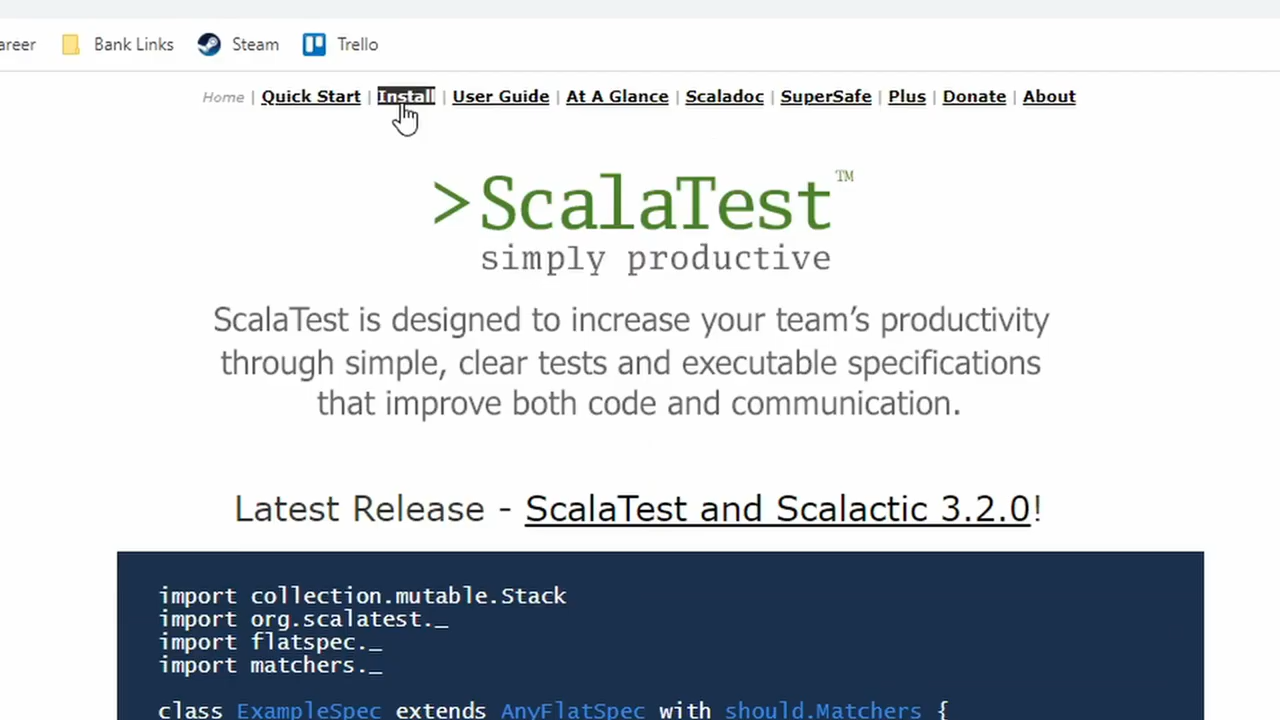 Bank Links Steam Trello
Home | Quick Start | Install | User Guide | At A Glance | Scaladoc | SuperSafe | Plus | Donate | About
>ScalaTest™
simply productive
ScalaTest is designed to increase your team’s productivity
through simple, clear tests and executable specifications
that improve both code and communication.
Latest Release - ScalaTest and Scalactic 3.2.0!
import collection.mutable.Stack
import org.scalatest._
import flatspec._
import matchers._
class ExampleSpec extends AnyFlatSpec with should.Matchers {